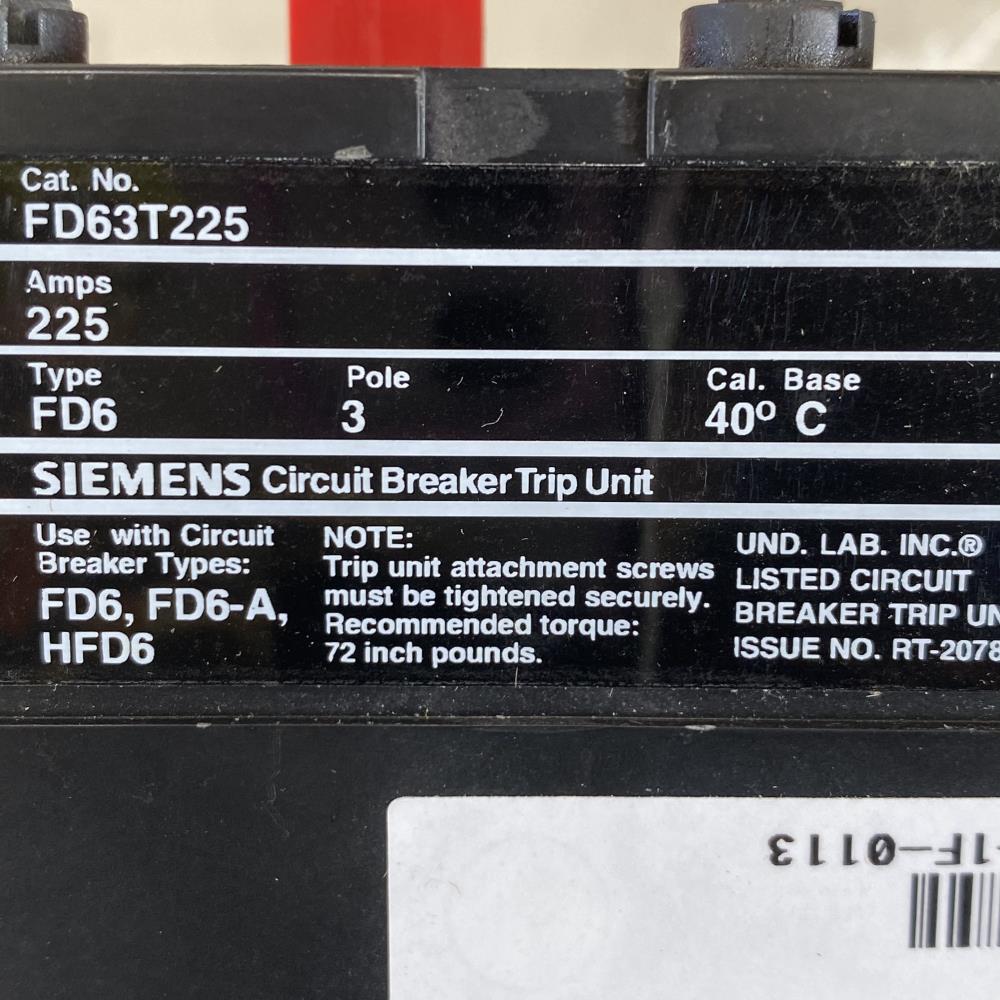 Cat. No.
FD63T225
Amps
225
Type
FD6
Pole
3
Cal. Base
40º C
SIEMENS Circuit Breaker Trip Unit
Use with Circuit
Breaker Types:
FD6, FD6-A,
HFD6
NOTE:
Trip unit attachment screws
must be tightened securely.
Recommended torque:
72 inch pounds.
UND. LAB. INC.®
LISTED CIRCUIT
BREAKER TRIP UN
ISSUE NO. RT-2078
1F-0113